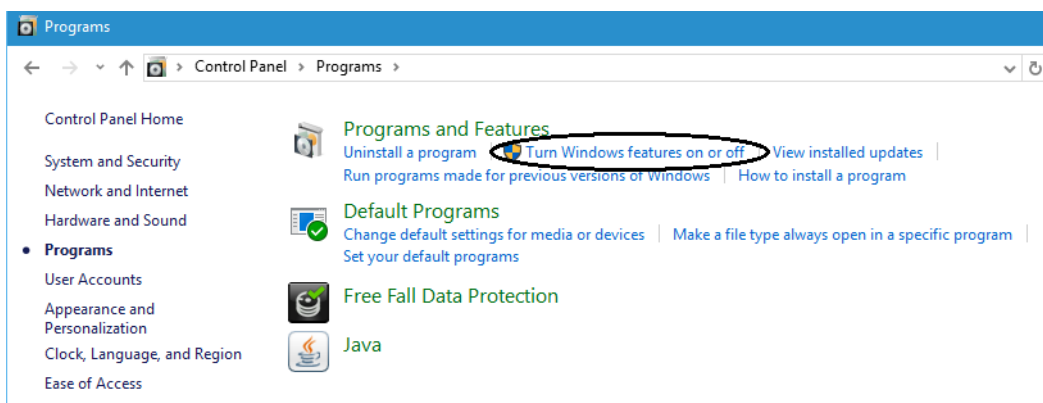 Programs
Control Panel > Programs >
Control Panel Home
System and Security
Network and Internet
Hardware and Sound
Programs
User Accounts
Appearance and
Personalization
Clock, Language, and Region
Ease of Access
Programs and Features
Uninstall a program Turn Windows features on or off View installed updates
Run programs made for previous versions of Windows How to install a program
Default Programs
Change default settings for media or devices Make a file type always open in a specific program
Set your default programs
Free Fall Data Protection
Java